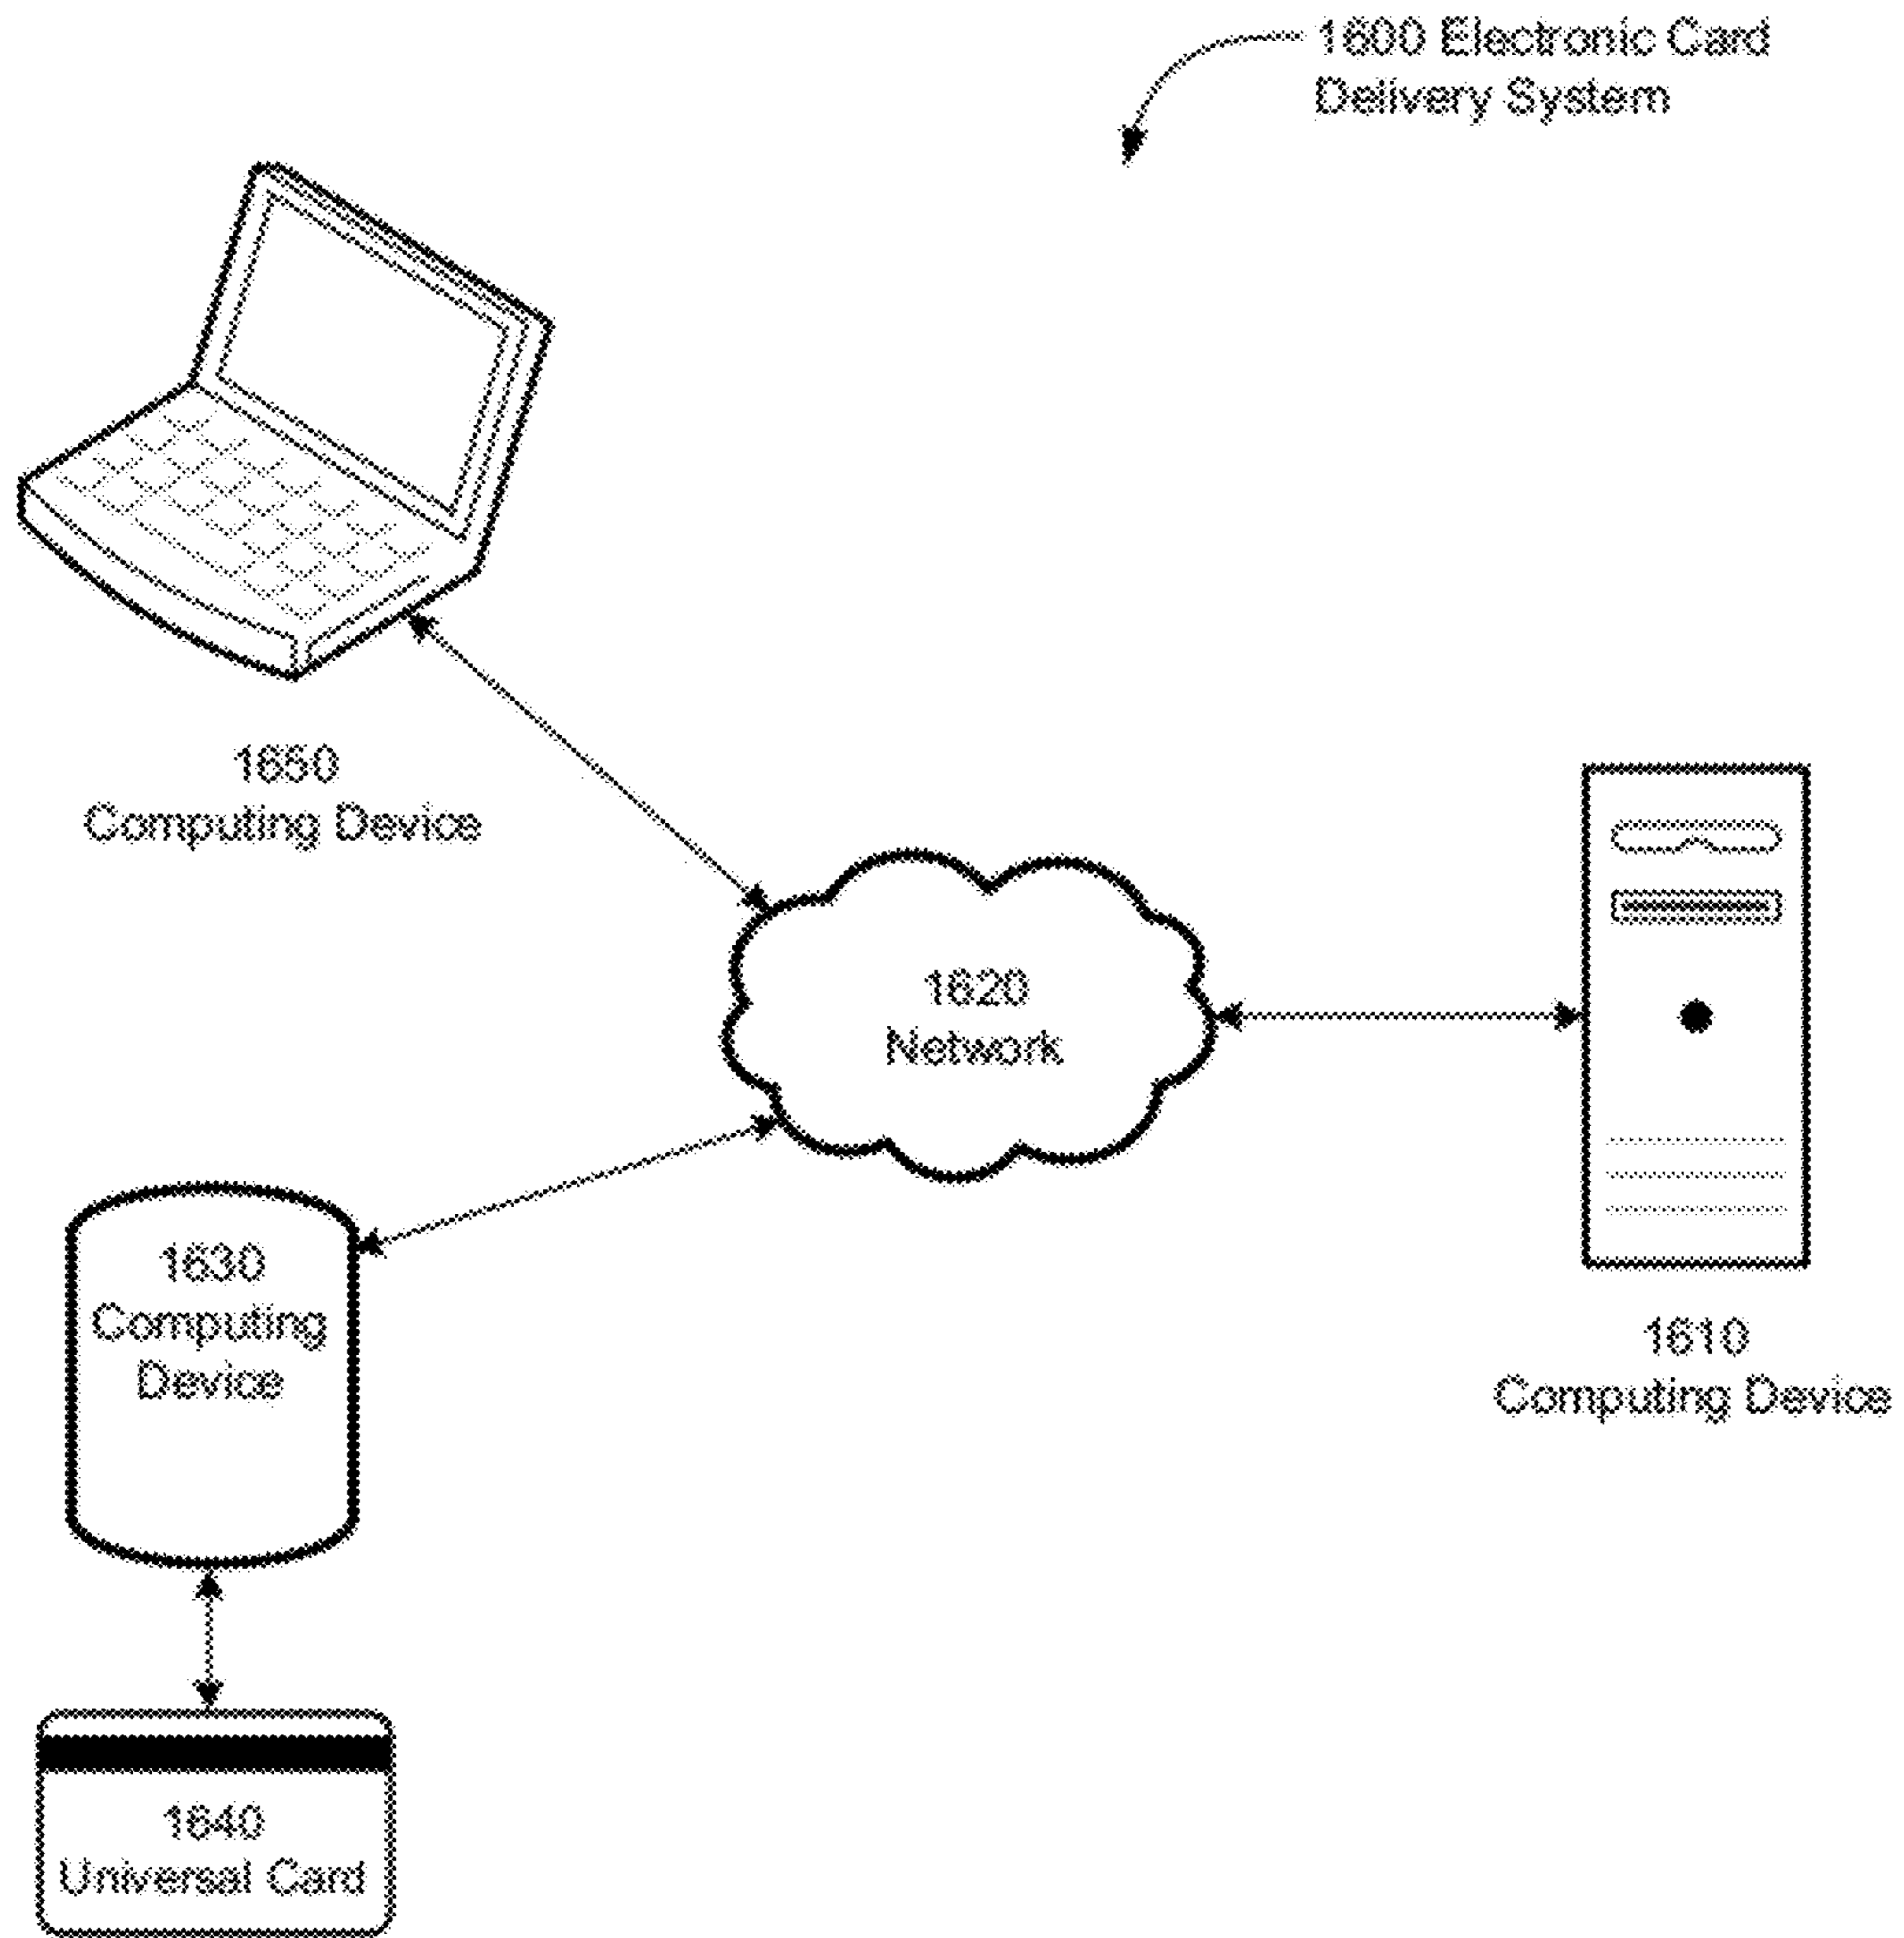 1600 Electronic Card
Delivery System
1650
Computing Device
1620
Network
1630
Computing
Device
1610
Computing Device
1640
Universal Card